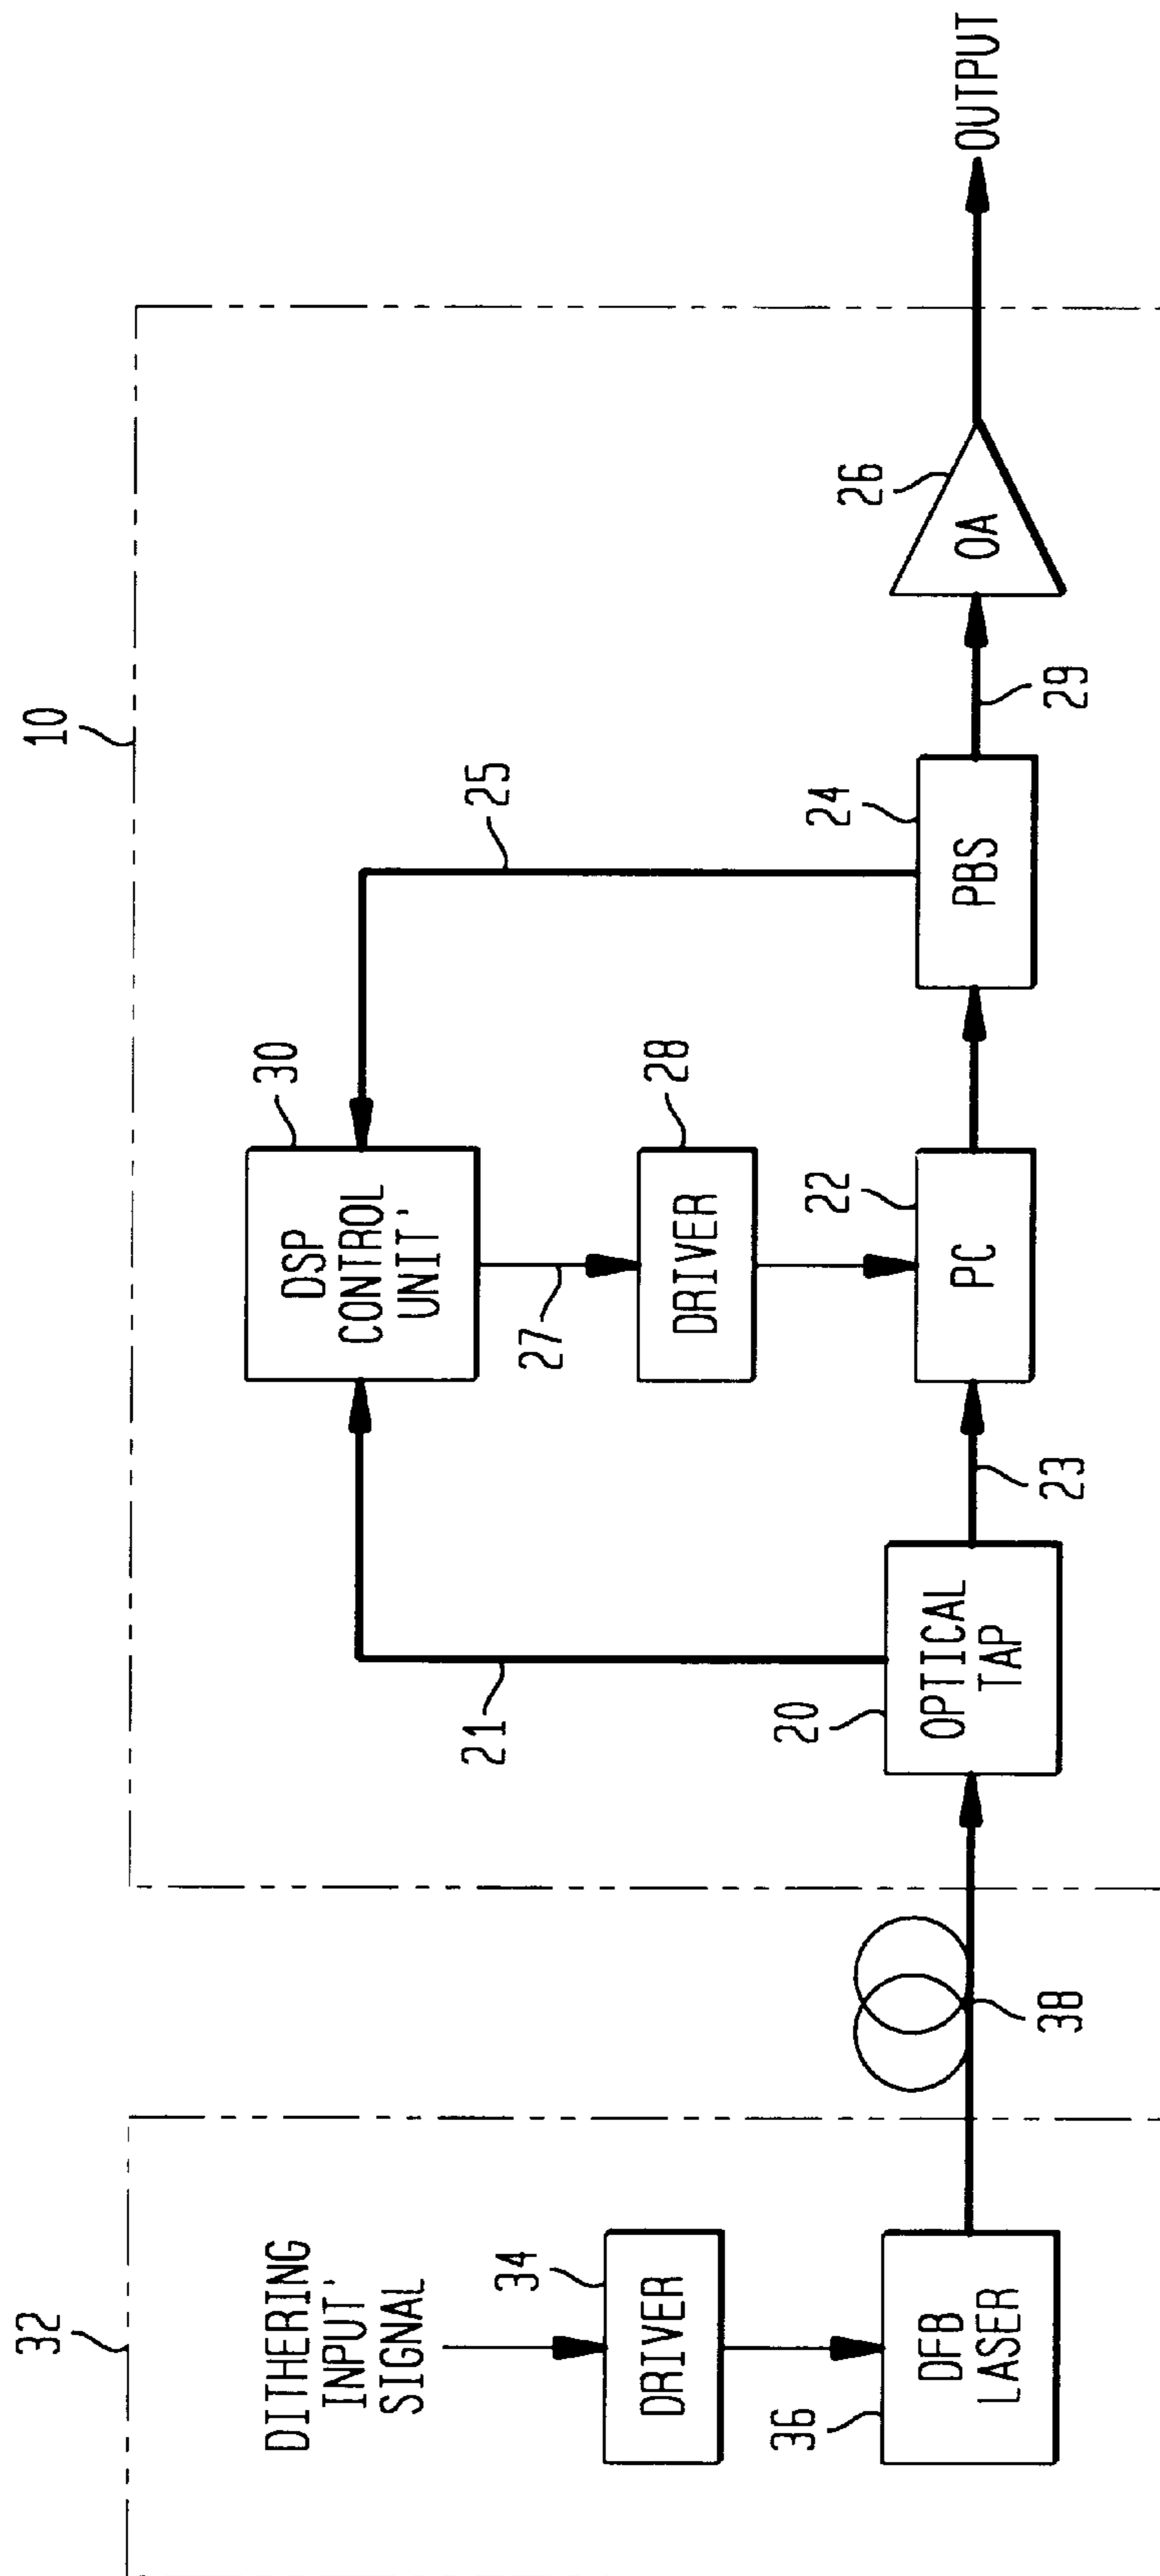 32
DITHERING
INPUT'
SIGNAL
34
DRIVER
36
DFB
LASER
38
10
20
OPTICAL
TAP
21
23
30
DSP
CONTROL
UNIT'
27
28
DRIVER
22
PC
25
24
PBS
29
26
OA
OUTPUT